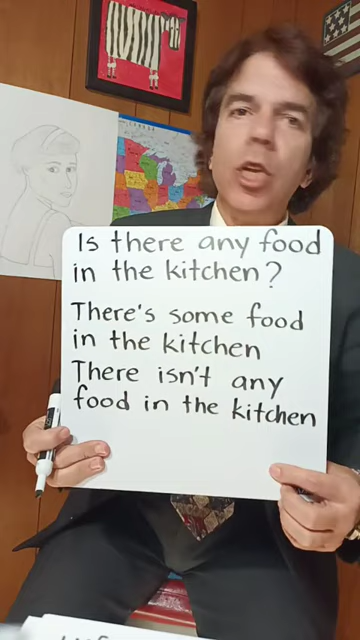 Is there any food
in the kitchen?
There's some food
in the kitchen
There isn't any
food in the kitchen